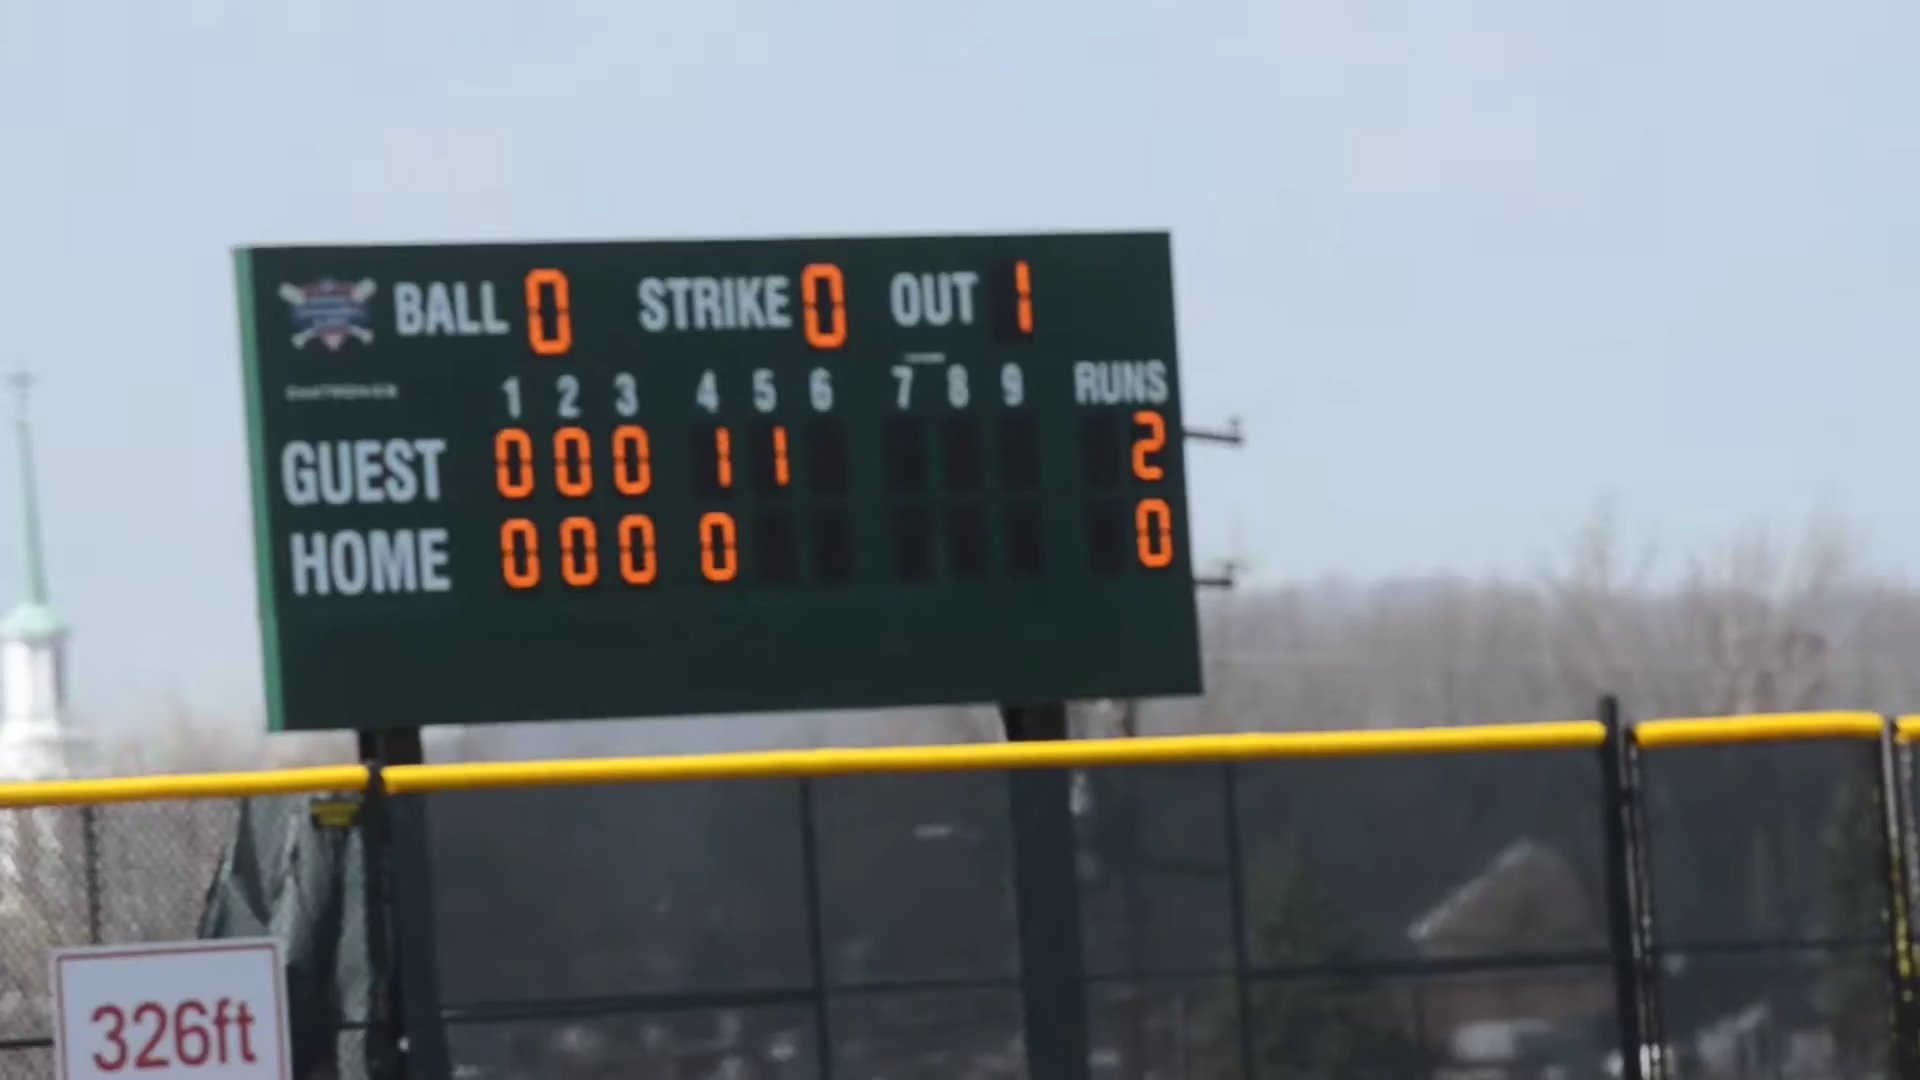 BALL 0 STRIKE 0 OUT 1
1 2 3 4 5 6 7 8 9 RUNS
GUEST 0 0 0 1 1 2
HOME 0 0 0 0 0
326ft